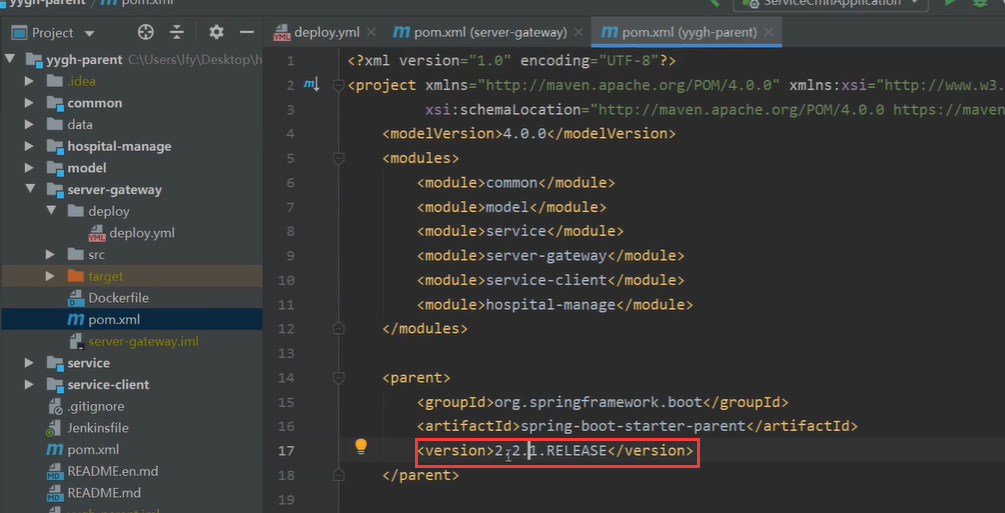 yygh-parent / pom.xml
ServiceCmnApplication
Project
deploy.yml
pom.xml (server-gateway)
pom.xml (yygh-parent)
yygh-parent C:\Users\lfy\Desktop\h
.idea
common
data
hospital-manage
model
server-gateway
deploy
deploy.yml
src
target
Dockerfile
pom.xml
server-gateway.iml
service
service-client
.gitignore
Jenkinsfile
pom.xml
README.en.md
README.md
yygh-parent.iml
1 <?xml version="1.0" encoding="UTF-8"?>
2 <project xmlns="http://maven.apache.org/POM/4.0.0" xmlns:xsi="http://www.w3.
3 xsi:schemaLocation="http://maven.apache.org/POM/4.0.0 https://maven
4 <modelVersion>4.0.0</modelVersion>
5 <modules>
6 <module>common</module>
7 <module>model</module>
8 <module>service</module>
9 <module>server-gateway</module>
10 <module>service-client</module>
11 <module>hospital-manage</module>
12 </modules>
13
14 <parent>
15 <groupId>org.springframework.boot</groupId>
16 <artifactId>spring-boot-starter-parent</artifactId>
17 <version>2.2.1.RELEASE</version>
18 </parent>
19